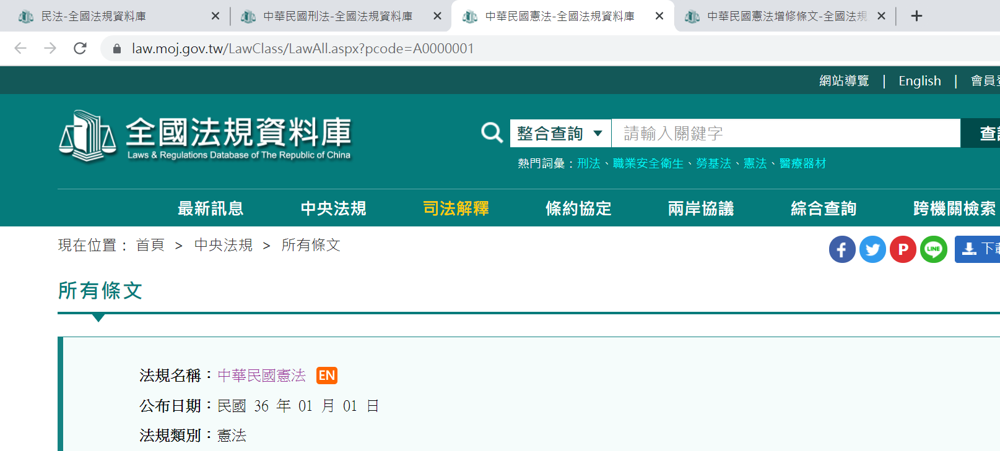 民法-全國法規資料庫
中華民國刑法-全國法規資料庫
中華民國憲法-全國法規資料庫
中華民國憲法增修條文-全國法規
law.moj.gov.tw/LawClass/LawAll.aspx?pcode=A0000001
網站導覽 | English | 會員
全國法規資料庫
Laws & Regulations Database of The Republic of China
整合查詢 請輸入關鍵字 查
熱門詞彙：刑法、職業安全衛生、勞基法、憲法、醫療器材
最新訊息 中央法規 司法解釋 條約協定 兩岸協議 綜合查詢 跨機關檢索
現在位置： 首頁 > 中央法規 > 所有條文
f P LINE 下
所有條文
法規名稱：中華民國憲法 EN
公布日期：民國 36 年 01 月 01 日
法規類別：憲法